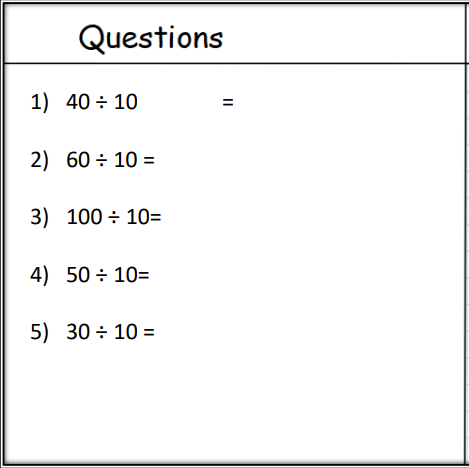 Questions
1) 40 ÷ 10 =
2) 60 ÷ 10 =
3) 100 ÷ 10=
4) 50 ÷ 10=
5) 30 ÷ 10 =